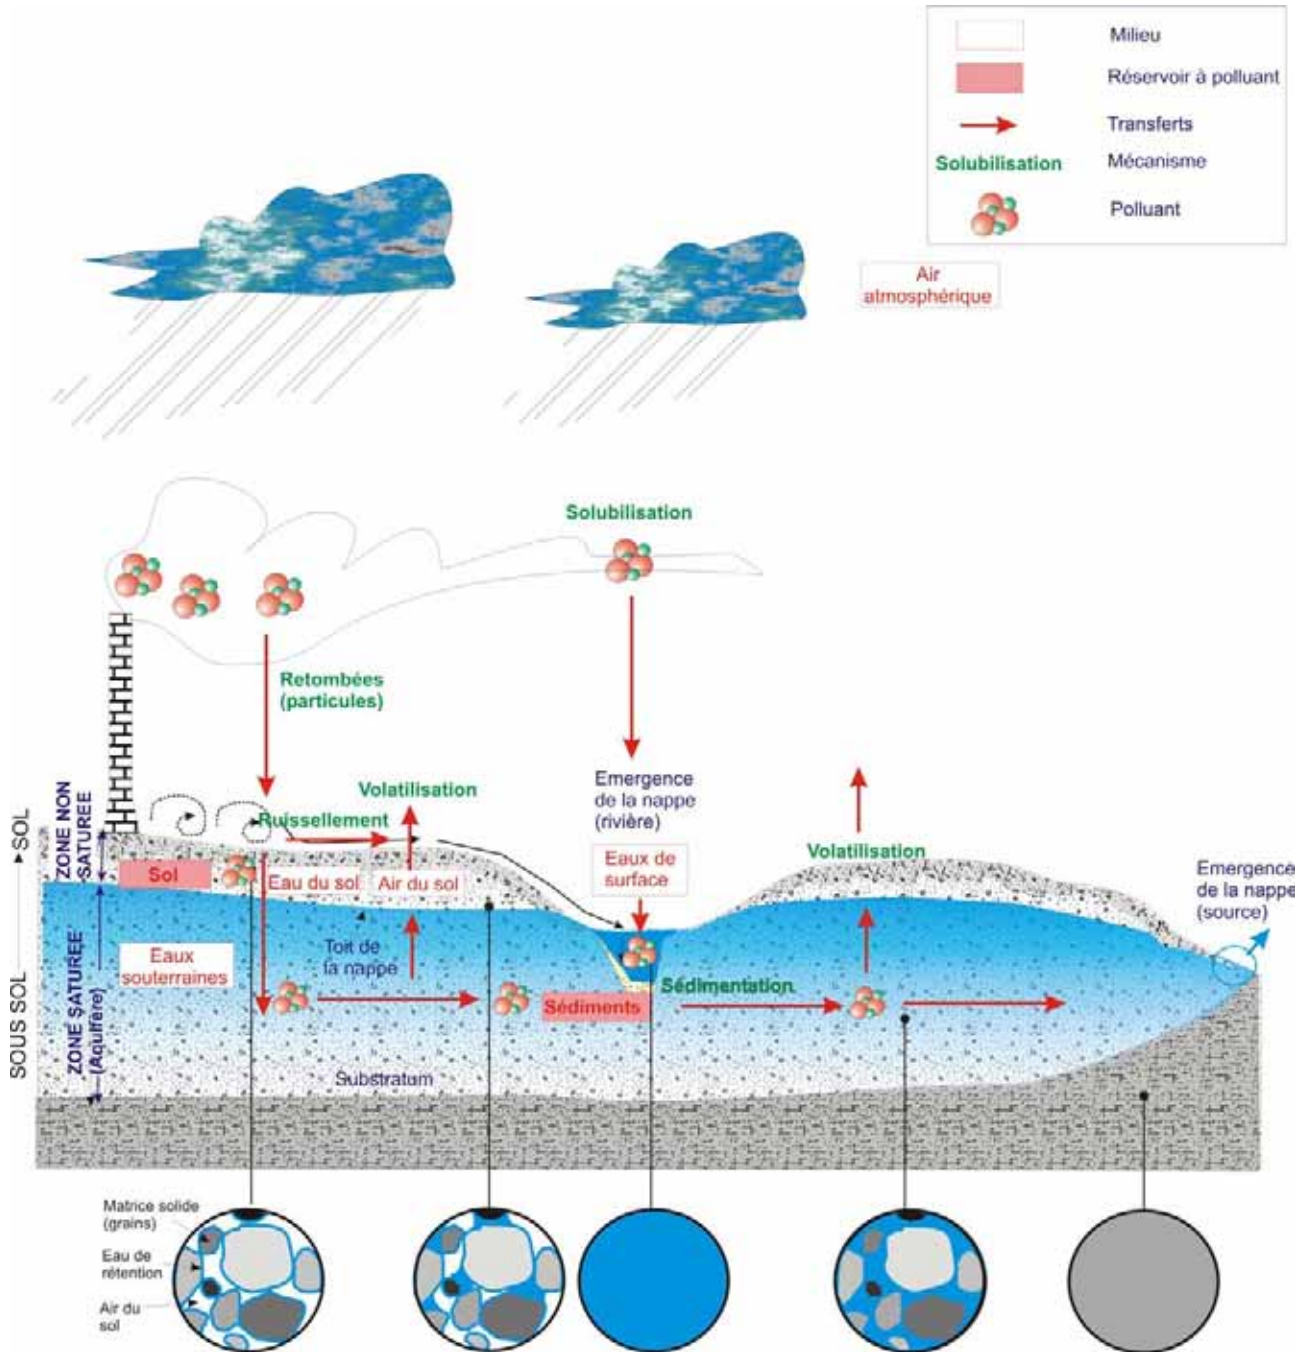 Milieu
Réservoir à polluant
Transferts
Solubilisation
Mécanisme
Polluant
Air
atmosphérique
Solubilisation
Retombées
(particules)
Volatilisation
Ruissellement
Emergence
de la nappe
(rivière)
Eaux de
surface
Volatilisation
Emergence
de la nappe
(source)
SOL
ZONE NON
SATUREE
Sol
Eau du sol
Air du sol
Eaux
souterraines
Toit de
la nappe
Sédiments
Sédimentation
SOUS SOL
ZONE SATUREE
(Aquifère)
Substratum
Matrice solide
(grains)
Eau de
rétention
Air du
sol